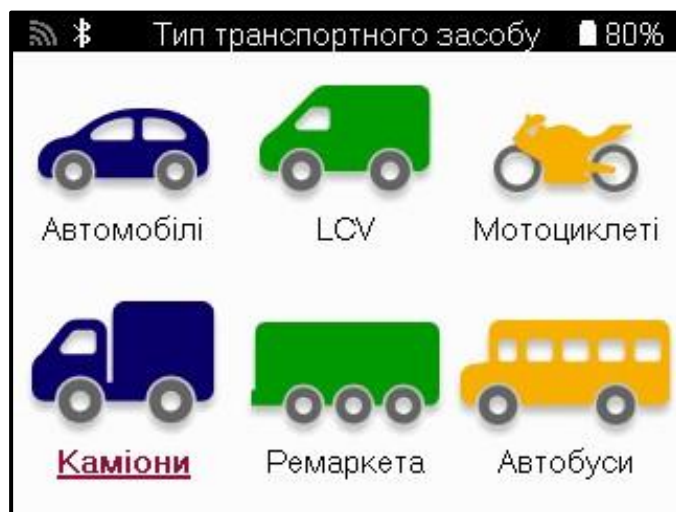 Тип транспортного засобу 80%
Автомобілі LCV Мотоциклеті
Каміони Ремаркета Автобуси